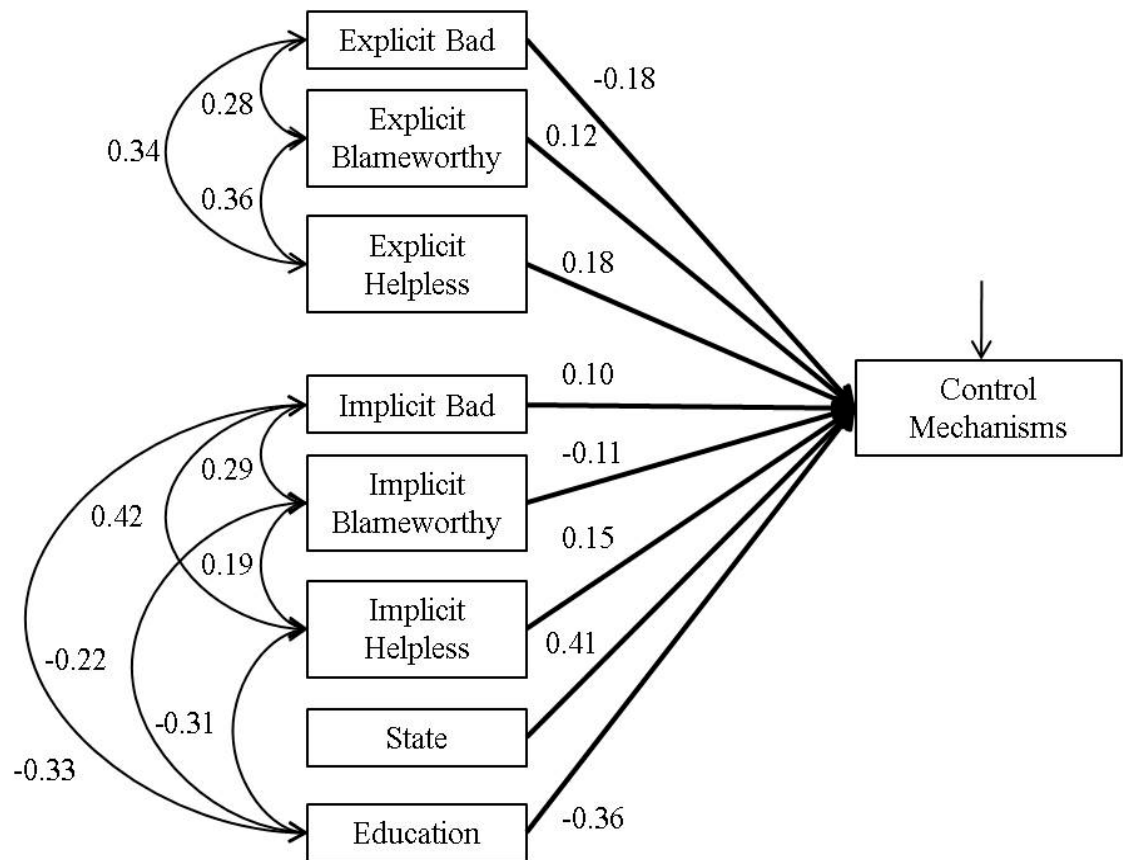 Explicit Bad
-0.18
0.28
Explicit
Blameworthy
0.12
0.34
0.36
Explicit
Helpless
0.18
Control
Mechanisms
Implicit Bad
0.10
0.29
-0.11
Implicit
Blameworthy
0.42
0.15
0.19
Implicit
Helpless
0.41
-0.22
-0.31
State
-0.33
Education
-0.36